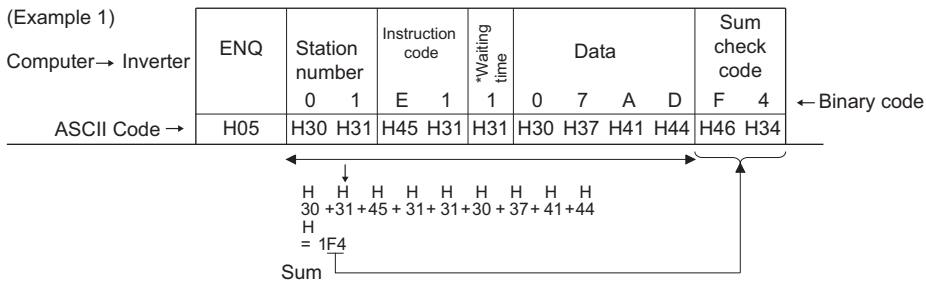 (Example 1)
Computer→ Inverter
ENQ
Station number
Instruction code
*Waiting time
Data
Sum check code
0 1 E 1 1 0 7 A D F 4
←Binary code
ASCII Code →
H05 H30 H31 H45 H31 H31 H30 H37 H41 H44 H46 H34
H H H H H H H H H
30 +31+45 + 31+ 31+30 + 37+ 41+44
H
= 1F4
Sum